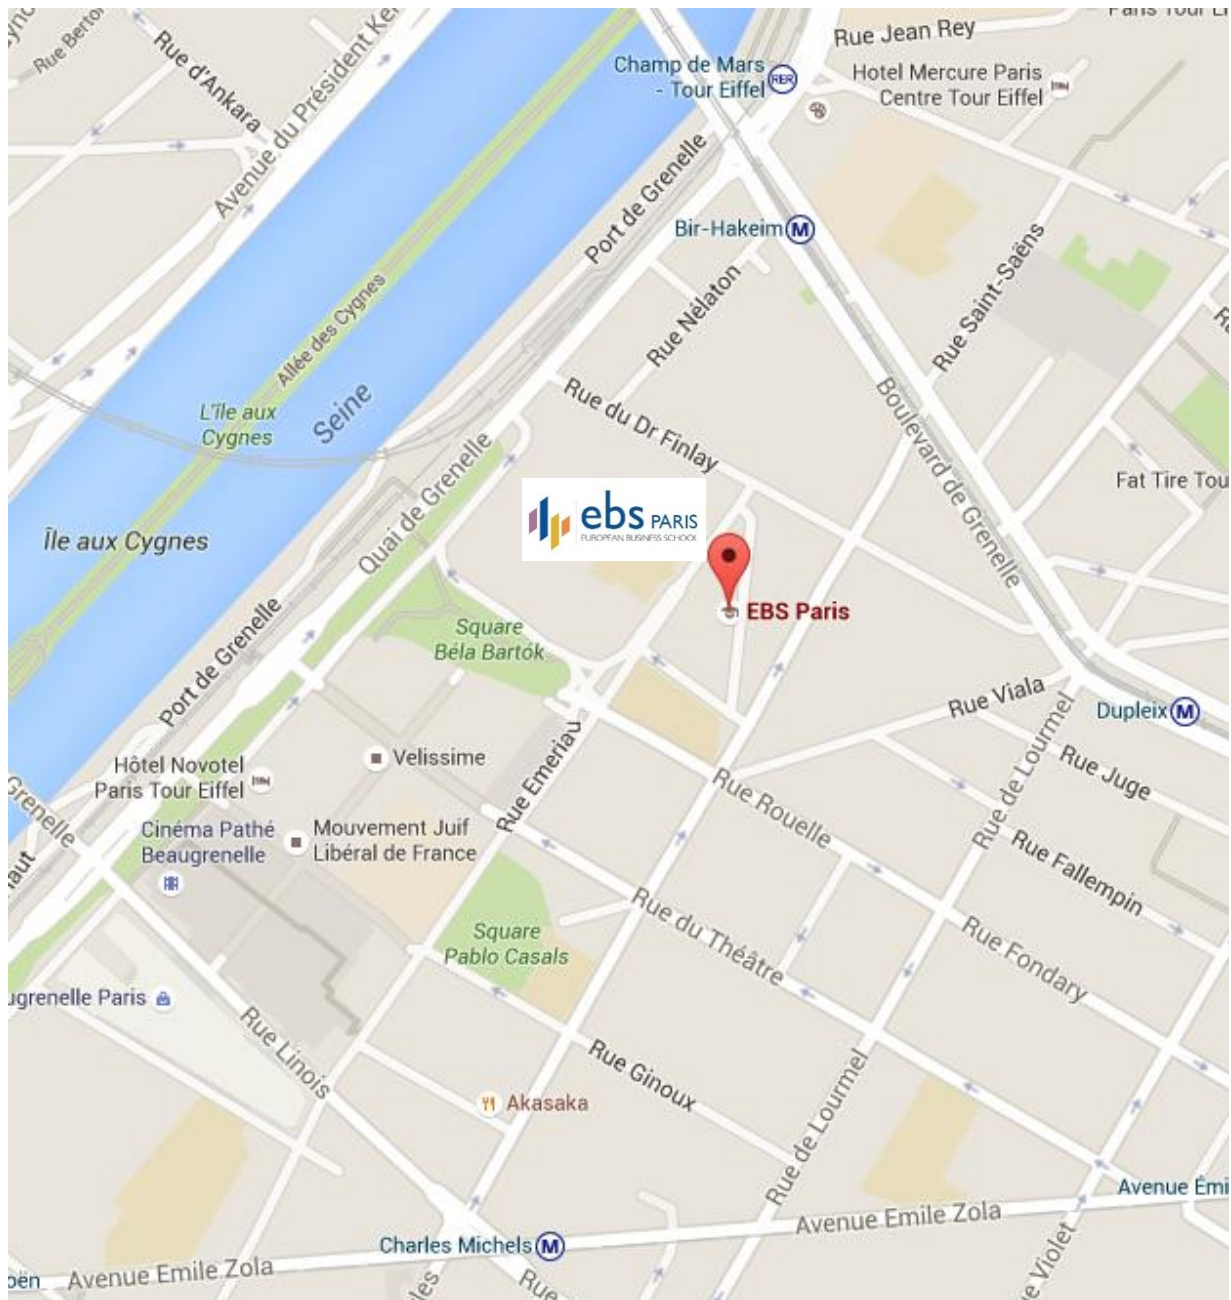 Rue Jean Rey
Rue d'Ankara
Avenue du Président
Champ de Mars
- Tour Eiffel
RER
Hotel Mercure Paris
Centre Tour Eiffel
Port de Grenelle
Bir-Hakeim M
Rue Nélaton
Rue Saint-Saëns
Allée des Cygnes
L'île aux
Cygnes
Seine
Rue du Dr Finlay
Boulevard de Grenelle
Fat Tire Tou
Quai de Grenelle
ebs PARIS
EUROPEAN BUSINESS SCHOOL
Île aux Cygnes
EBS Paris
Square
Béla Bartók
Port de Grenelle
Rue Viala
Dupleix M
Rue de Lourmel
Rue Juge
Velissime
Hôtel Novotel
Paris Tour Eiffel
Rue Emeriau
Rue Rouelle
Grenelle
Cinéma Pathé
Beaugrenelle
Mouvement Juif
Libéral de France
Rue Fallempin
Rue du Théâtre
Rue Fondary
Square
Pablo Casals
ugrenelle Paris
Rue Linois
Rue Ginoux
Akasaka
Rue de Lourmel
Avenue Émi
Avenue Emile Zola
Charles Michels M
Avenue Emile Zola
Rue
e Violet